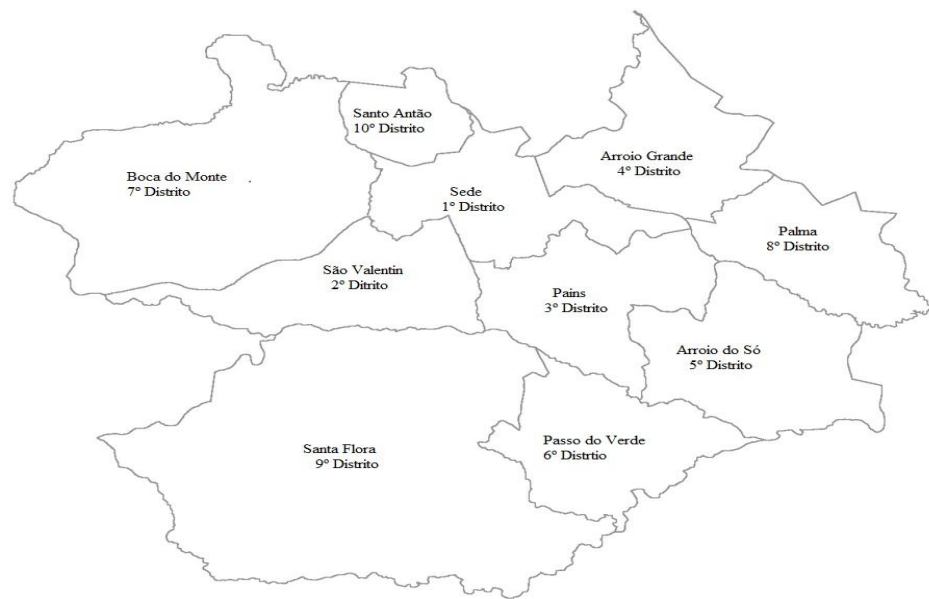 Santo Antão
10º Distrito
Arroio Grande
4º Distrito
Boca do Monte
7º Distrito
Sede
1º Distrito
Palma
8º Distrito
São Valentin
2º Ditrito
Pains
3º Distrito
Arroio do Só
5º Distrito
Santa Flora
9º Distrito
Passo do Verde
6º Distrtio